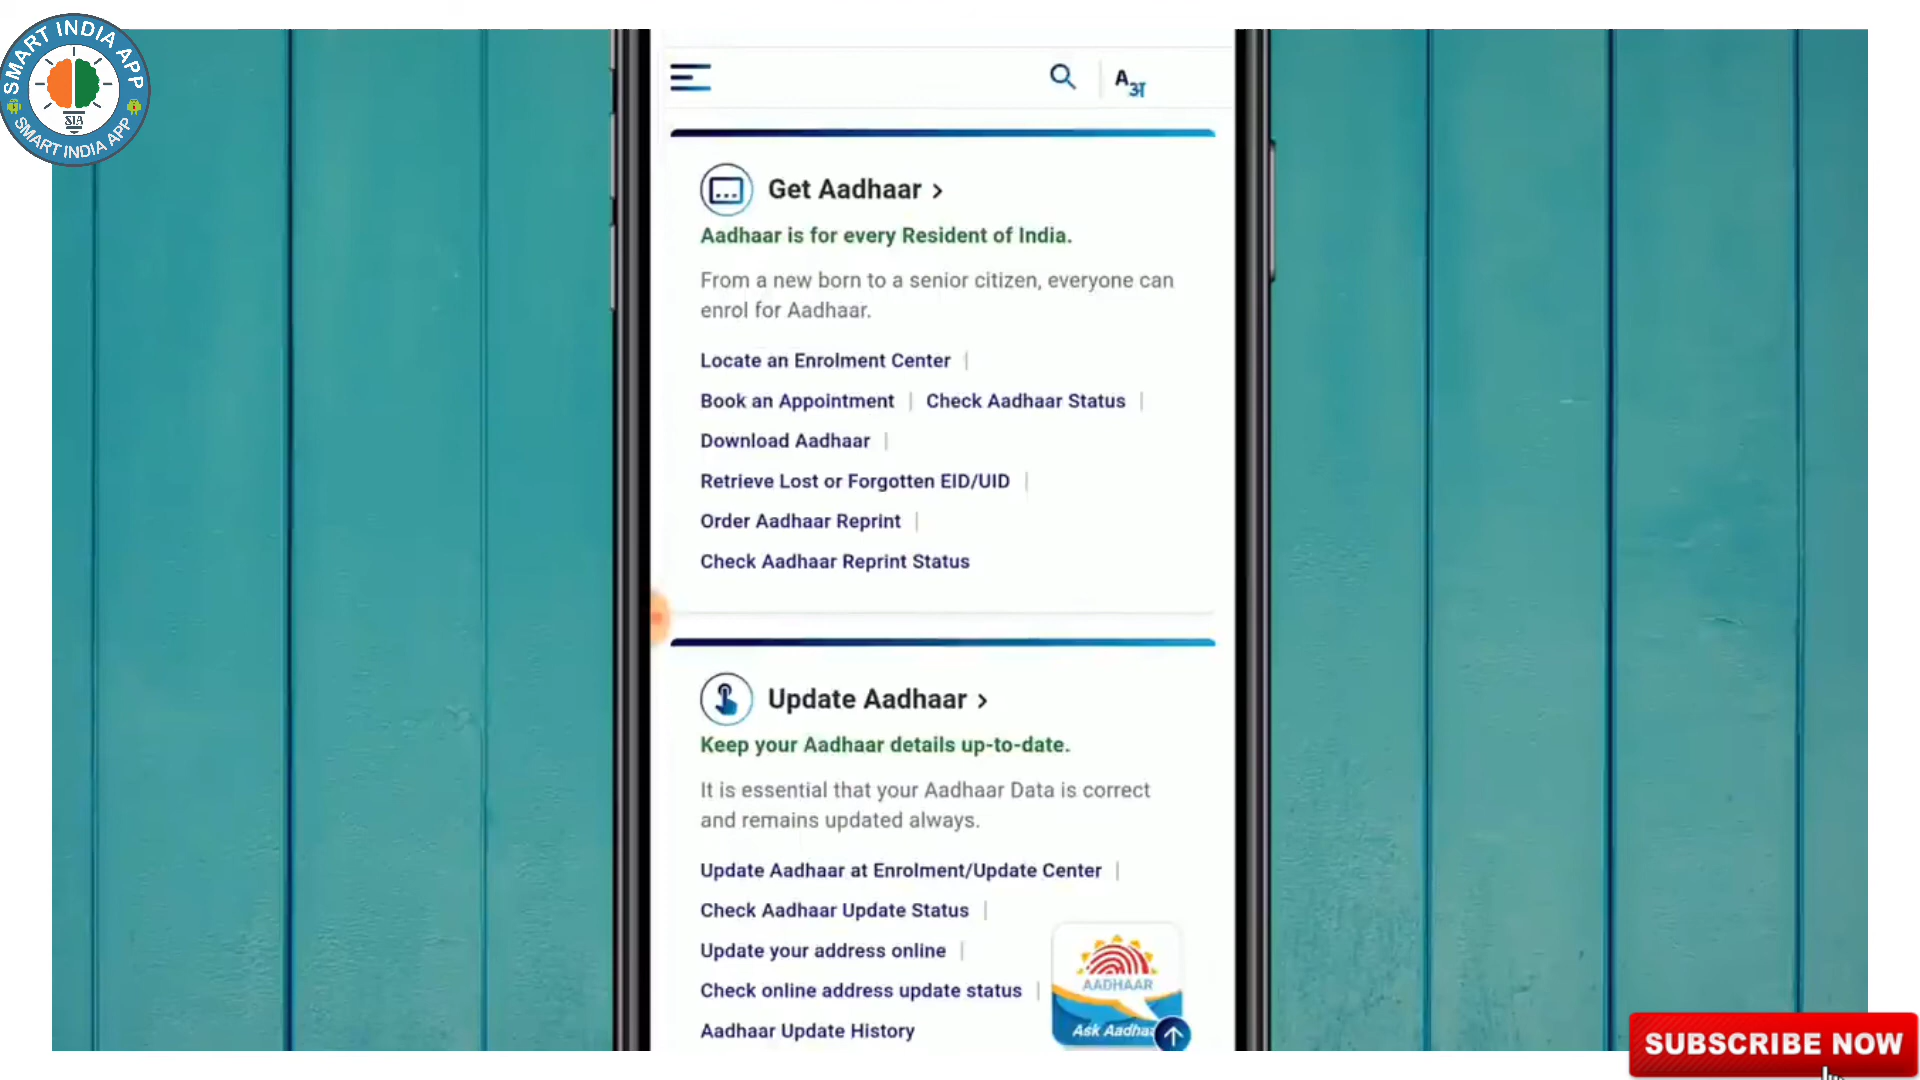 SMART INDIA APP
SIA
SMART INDIA APP
A अ
Get Aadhaar >
Aadhaar is for every Resident of India.
From a new born to a senior citizen, everyone can
enrol for Aadhaar.
Locate an Enrolment Center |
Book an Appointment | Check Aadhaar Status |
Download Aadhaar |
Retrieve Lost or Forgotten EID/UID |
Order Aadhaar Reprint |
Check Aadhaar Reprint Status
Update Aadhaar >
Keep your Aadhaar details up-to-date.
It is essential that your Aadhaar Data is correct
and remains updated always.
Update Aadhaar at Enrolment/Update Center |
Check Aadhaar Update Status |
Update your address online |
Check online address update status |
Aadhaar Update History
AADHAAR
Ask Aadhaa
SUBSCRIBE NOW